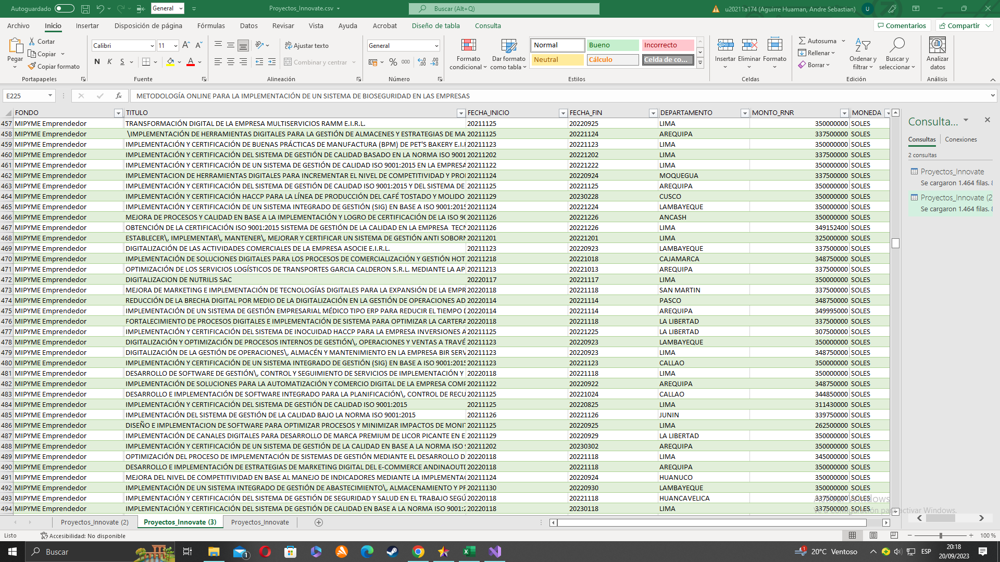 Autoguardado General Proyectos_Innovate.csv Buscar (Alt+Q) u20211a174 (Aguirre Huaman, Andre Sebastian) U
Archivo Inicio Insertar Disposición de página Fórmulas Datos Revisar Vista Ayuda Acrobat Diseño de tabla Consulta Comentarios Compartir
Pegar Cortar Copiar Copiar formato Portapapeles
Calibri 11 N K S Fuente
Ajustar texto Combinar y centrar Alineación
General % 000 Número
Formato condicional Dar formato como tabla Normal Bueno Incorrecto Neutral Cálculo Celda de co... Estilos
Insertar Eliminar Formato Celdas
Autosuma Rellenar Borrar Ordenar y filtrar Buscar y seleccionar Edición
Analizar datos Análisis
E225 fx METODOLOGÍA ONLINE PARA LA IMPLEMENTACIÓN DE UN SISTEMA DE BIOSEGURIDAD EN LAS EMPRESAS
FONDO TITULO FECHA_INICIO FECHA_FIN DEPARTAMENTO MONTO_RNR MONEDA
457 MIPYME Emprendedor TRANSFORMACIÓN DIGITAL DE LA EMPRESA MULTISERVICIOS RAMM E.I.R.L. 20211125 20220925 LIMA 350000000 SOLES
458 MIPYME Emprendedor \IMPLEMENTACIÓN DE HERRAMIENTAS DIGITALES PARA LA GESTIÓN DE ALMACENES Y ESTRATEGIAS DE MA 20211125 20221124 AREQUIPA 337500000 SOLES
459 MIPYME Emprendedor IMPLEMENTACIÓN Y CERTIFICACIÓN DE BUENAS PRÁCTICAS DE MANUFACTURA (BPM) DE PET'S BAKERY E.I.R 20211123 20221123 LIMA 350000000 SOLES
460 MIPYME Emprendedor IMPLEMENTACIÓN Y CERTIFICACIÓN DEL SISTEMA DE GESTIÓN DE CALIDAD BASADO EN LA NORMA ISO 9001 20211202 20221202 LIMA 337500000 SOLES
461 MIPYME Emprendedor IMPLEMENTACIÓN Y CERTIFICACIÓN DE UN SISTEMA DE GESTIÓN DE CALIDAD ISO 9001:2015 EN LA EMPRESA 20211122 20221222 LIMA 350000000 SOLES
462 MIPYME Emprendedor IMPLEMENTACION DE HERRAMIENTAS DIGITALES PARA INCREMENTAR EL NIVEL DE COMPETITIVIDAD Y PRO 20211124 20220924 MOQUEGUA 337500000 SOLES
463 MIPYME Emprendedor IMPLEMENTACIÓN Y CERTIFICACIÓN DEL SISTEMA DE GESTIÓN DE CALIDAD ISO 9001:2015 Y DEL SISTEMA DE 20211125 20221125 AREQUIPA 350000000 SOLES
464 MIPYME Emprendedor IMPLEMENTACIÓN Y CERTIFICACIÓN HACCP PARA LA LÍNEA DE PRODUCCIÓN DEL CAFÉ TOSTADO Y MOLIDO 20211129 20230228 CUSCO 350000000 SOLES
465 MIPYME Emprendedor IMPLEMENTACIÓN Y CERTIFICACIÓN DE UN SISTEMA INTEGRADO DE GESTIÓN (SIG) EN BASE A ISO 9001:2015 20211124 20221224 LAMBAYEQUE 350000000 SOLES
466 MIPYME Emprendedor MEJORA DE PROCESOS Y CALIDAD EN BASE A LA IMPLEMENTACIÓN Y LOGRO DE CERTIFICACIÓN DE LA ISO 90 20211126 20221226 ANCASH 350000000 SOLES
467 MIPYME Emprendedor OBTENCIÓN DE LA CERTIFICACIÓN ISO 9001:2015 SISTEMA DE GESTIÓN DE LA CALIDAD EN LA EMPRESA TECN 20211126 20221226 LIMA 349152400 SOLES
468 MIPYME Emprendedor ESTABLECER\, IMPLEMENTAR\, MANTENER\, MEJORAR Y CERTIFICAR UN SISTEMA DE GESTIÓN ANTI SOBORN 20211201 20221201 LIMA 325000000 SOLES
469 MIPYME Emprendedor DIGITALIZACIÓN DE LAS ACTIVIDADES COMERCIALES DE LA EMPRESA ASOCIE E.I.R.L. 20211123 20220923 LAMBAYEQUE 337500000 SOLES
470 MIPYME Emprendedor IMPLEMENTACIÓN DE SOLUCIONES DIGITALES PARA LOS PROCESOS DE COMERCIALIZACIÓN Y GESTIÓN HOT 20211218 20221018 CAJAMARCA 348750000 SOLES
471 MIPYME Emprendedor OPTIMIZACIÓN DE LOS SERVICIOS LOGÍSTICOS DE TRANSPORTES GARCIA CALDERON S.R.L. MEDIANTE LA AP 20211213 20221013 AREQUIPA 337500000 SOLES
472 MIPYME Emprendedor DIGITALIZACION DE NUTRILIS SAC 20220117 20221117 LIMA 350000000 SOLES
473 MIPYME Emprendedor MEJORA DE MARKETING E IMPLEMENTACIÓN DE TECNOLOGÍAS DIGITALES PARA LA EXPANSIÓN DE LA EMPR 20220118 20221118 SAN MARTIN 337500000 SOLES
474 MIPYME Emprendedor REDUCCIÓN DE LA BRECHA DIGITAL POR MEDIO DE LA DIGITALIZACIÓN EN LA GESTIÓN DE OPERACIONES AD 20220114 20221114 PASCO 348750000 SOLES
475 MIPYME Emprendedor IMPLEMENTACIÓN DE UN SISTEMA DE GESTIÓN EMPRESARIAL MÉDICO TIPO ERP PARA REDUCIR EL TIEMPO D 20220114 20221114 AREQUIPA 349995000 SOLES
476 MIPYME Emprendedor FORTALECIMIENTO DE PROCESOS DIGITALES E IMPLEMENTACIÓN DE SISTEMA PARA OPTIMIZAR LA CARTERA 20220118 20221118 LA LIBERTAD 337500000 SOLES
477 MIPYME Emprendedor IMPLEMENTACIÓN Y CERTIFICACIÓN DEL SISTEMA DE INOCUIDAD HACCP PARA LA EMPRESA INVERSIONES A 20211125 20221225 LA LIBERTAD 307500000 SOLES
478 MIPYME Emprendedor DIGITALIZACIÓN Y OPTIMIZACIÓN DE PROCESOS INTERNOS DE GESTIÓN\, OPERACIONES Y VENTAS A TRAVÉ 20211123 20220923 LAMBAYEQUE 350000000 SOLES
479 MIPYME Emprendedor DIGITALIZACIÓN DE LA GESTIÓN DE OPERACIONES\, ALMACÉN Y MANTENIMIENTO EN LA EMPRESA BIR SERV 20211123 20220923 LIMA 348750000 SOLES
480 MIPYME Emprendedor IMPLEMENTACIÓN Y CERTIFICACIÓN DE UN SISTEMA INTEGRADO DE GESTIÓN (SIG) EN BASE A ISO 9001:2015 20211123 20221123 CALLAO 350000000 SOLES
481 MIPYME Emprendedor DESARROLLO DE SOFTWARE DE GESTIÓN\, CONTROL Y SEGUIMIENTO DE SERVICIOS DE IMPLEMENTACIÓN Y 20220118 20221118 LIMA 350000000 SOLES
482 MIPYME Emprendedor IMPLEMENTACIÓN DE SOLUCIONES PARA LA AUTOMATIZACIÓN Y COMERCIO DIGITAL DE LA EMPRESA COMP 20211122 20220922 AREQUIPA 348750000 SOLES
483 MIPYME Emprendedor DESARROLLO E IMPLEMENTACIÓN DE SOFTWARE INTEGRADO PARA LA PLANIFICACIÓN\, CONTROL DE RECU 20211125 20221024 CALLAO 344850000 SOLES
484 MIPYME Emprendedor IMPLEMENTACIÓN Y CERTIFICACIÓN DEL SISTEMA DE GESTIÓN DE CALIDAD ISO 9001:2015 20211125 20220825 LIMA 311430000 SOLES
485 MIPYME Emprendedor IMPLEMENTACIÓN DEL SISTEMA DE GESTIÓN DE LA CALIDAD BAJO LA NORMA ISO 9001:2015 20211126 20221126 JUNIN 339750000 SOLES
486 MIPYME Emprendedor DISEÑO E IMPLEMENTACION DE SOFTWARE PARA OPTIMIZAR PROCESOS Y MINIMIZAR IMPACTOS DE MONIT 20211125 20220925 LIMA 262500000 SOLES
487 MIPYME Emprendedor IMPLEMENTACIÓN DE CANALES DIGITALES PARA DESARROLLO DE MARCA PREMIUM DE LICOR PICANTE EN E 20211129 20220929 LA LIBERTAD 350000000 SOLES
488 MIPYME Emprendedor IMPLEMENTACIÓN Y CERTIFICACIÓN DE UN SISTEMA DE GESTIÓN DE LA CALIDAD EN BASE A LA NORMA ISO 9 20211202 20230302 AREQUIPA 350000000 SOLES
489 MIPYME Emprendedor OPTIMIZACIÓN DEL PROCESO DE IMPLEMENTACIÓN DE SISTEMAS DE GESTIÓN MEDIANTE EL DESARROLLO D 20220118 20221118 LIMA 345000000 SOLES
490 MIPYME Emprendedor DESARROLLO E IMPLEMENTACIÓN DE ESTRATEGIAS DE MARKETING DIGITAL DEL E-COMMERCE ANDINAOUTD 20220118 20221118 AREQUIPA 350000000 SOLES
491 MIPYME Emprendedor MEJORA DEL NIVEL DE COMPETITIVIDAD EN BASE AL MANEJO DE INDICADORES MEDIANTE LA IMPLEMENTAC 20211124 20220924 HUANUCO 350000000 SOLES
492 MIPYME Emprendedor IMPLEMENTACIÓN DE UN SISTEMA INTEGRADO DE GESTIÓN DE ABASTECIMIENTO\, ALMACENAMIENTO Y PR 20211130 20220930 LAMBAYEQUE 350000000 SOLES
493 MIPYME Emprendedor IMPLEMENTACIÓN Y CERTIFICACIÓN DEL SISTEMA DE GESTIÓN DE SEGURIDAD Y SALUD EN EL TRABAJO SEGÚ 20220118 20221118 HUANCAVELICA 337500000 SOLES
494 MIPYME Emprendedor IMPLEMENTACIÓN Y CERTIFICACIÓN DEL SISTEMA DE GESTIÓN DE CALIDAD EN BASE A LA NORMA ISO 9001:2 20220118 20230118 LIMA 337500000 SOLES
Consulta...
Consultas Conexiones
2 consultas
Proyectos_Innovate
Se cargaron 1.464 filas. 8
Proyectos_Innovate (2
Se cargaron 1.464 filas. 8
Activar Windows
Ve a Configuración para activar Windows.
Proyectos_Innovate (2) Proyectos_Innovate (3) Proyectos_Innovate
Listo Accesibilidad: No disponible 100 %
Buscar 1 1 20°C Ventoso ESP 20:18
20/09/2023